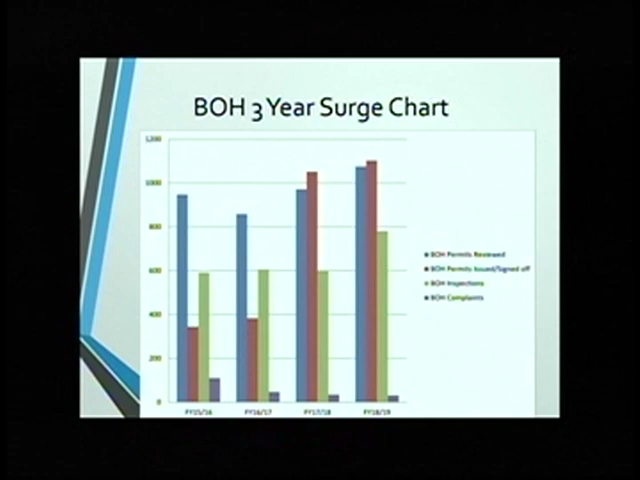 BOH 3 Year Surge Chart
1200
1000
800
600
400
200
0
FY15/16 FY16/17 FY17/18 FY18/19
BOH Permits Reviewed
BOH Permits Issued/Signed off
BOH Inspections
BOH Complaints